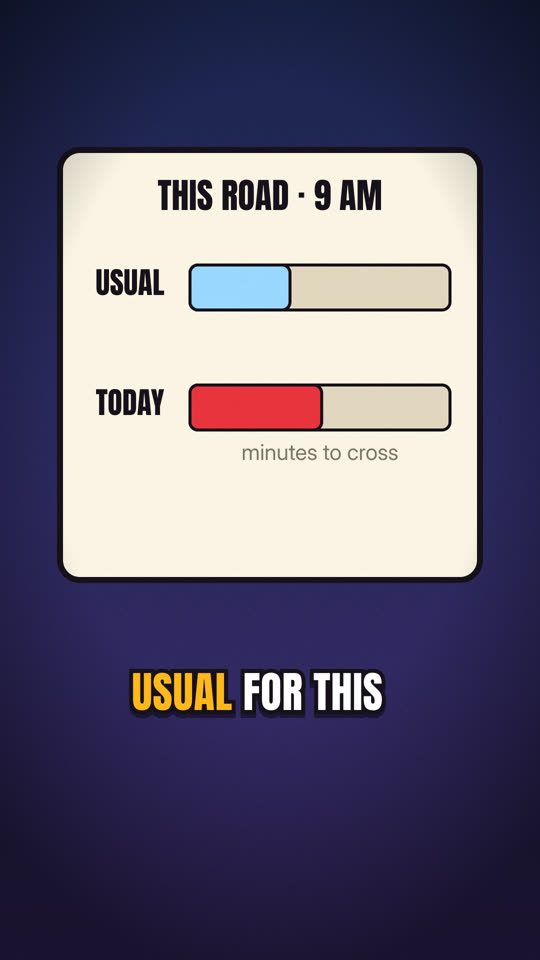 THIS ROAD · 9 AM
USUAL
TODAY
minutes to cross
USUAL FOR THIS